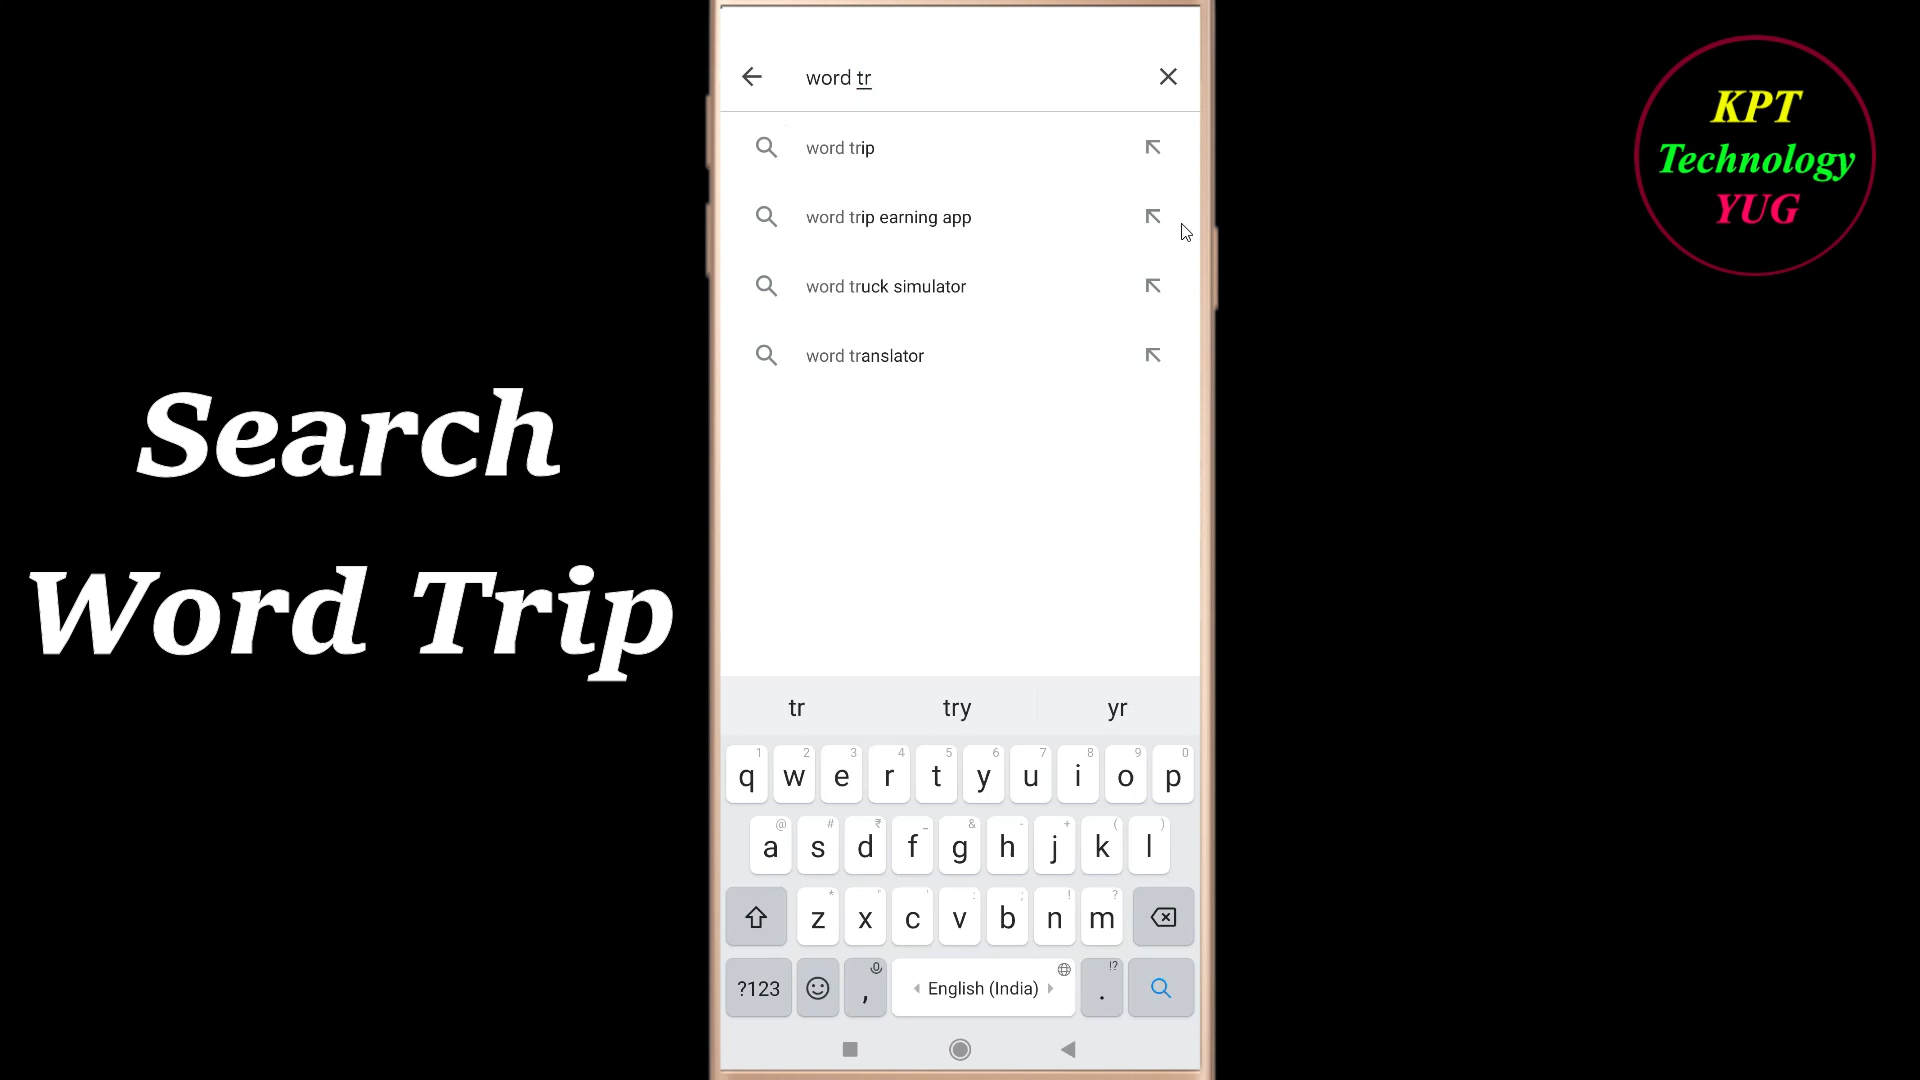 word tr
word trip
word trip earning app
word truck simulator
word translator
Search
Word Trip
KPT
Technology
YUG
tr try yr
1 2 3 4 5 6 7 8 9 0
q w e r t y u i o p
@ # ₹ _ & - + ( )
a s d f g h j k l
* " ' : ; ! ?
z x c v b n m
!?
?123 , English (India) .